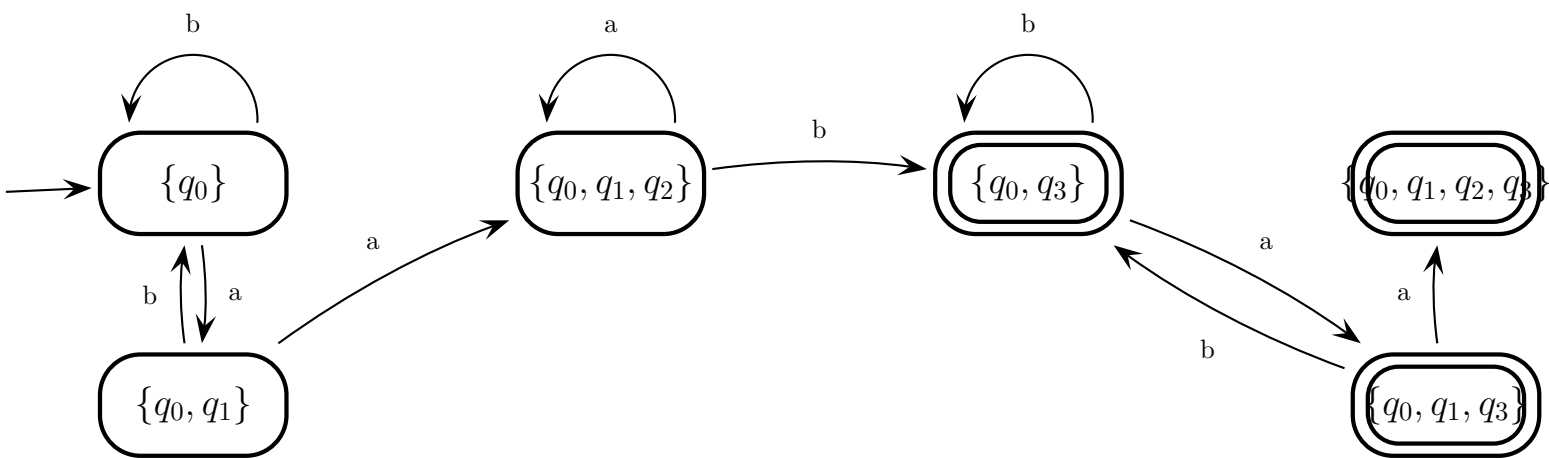 b
a
b
b
{q₀}
{q₀, q₁, q₂}
{q₀, q₃}
{q₀, q₁, q₂, q₃}
a
a
b
a
a
b
{q₀, q₁}
{q₀, q₁, q₃}